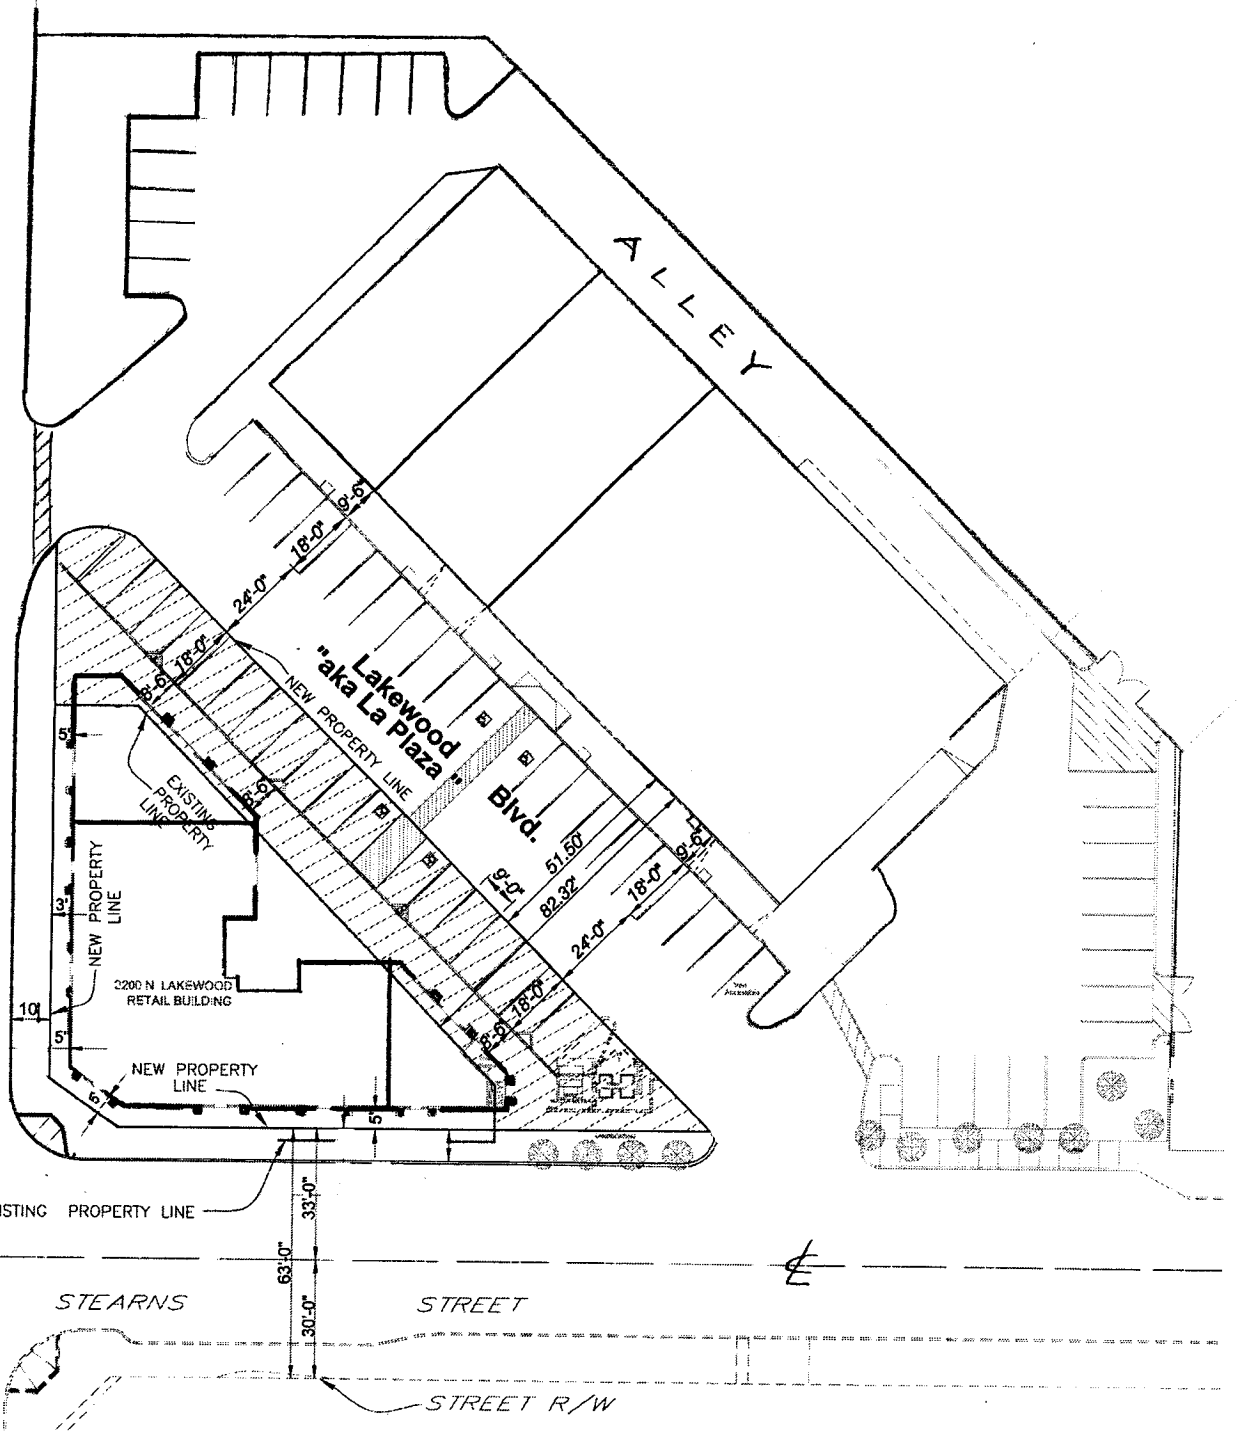 ALLEY
9'-6"
18'-0"
24'-0"
18'-0"
8'-6"
Lakewood
"aka La Plaza"
Blvd.
NEW PROPERTY LINE
5'
EXISTING
PROPERTY
LINE
6'-6"
NEW PROPERTY
LINE
3'
9'-0"
51.50'
82.32'
9'-6"
18'-0"
24'-0"
18'-0"
8'-6"
3200 N LAKEWOOD
RETAIL BUILDING
10'
5'
NEW PROPERTY
LINE
5'
ISTING PROPERTY LINE
33'-0"
63'-0"
30'-0"
STEARNS STREET
STREET R/W